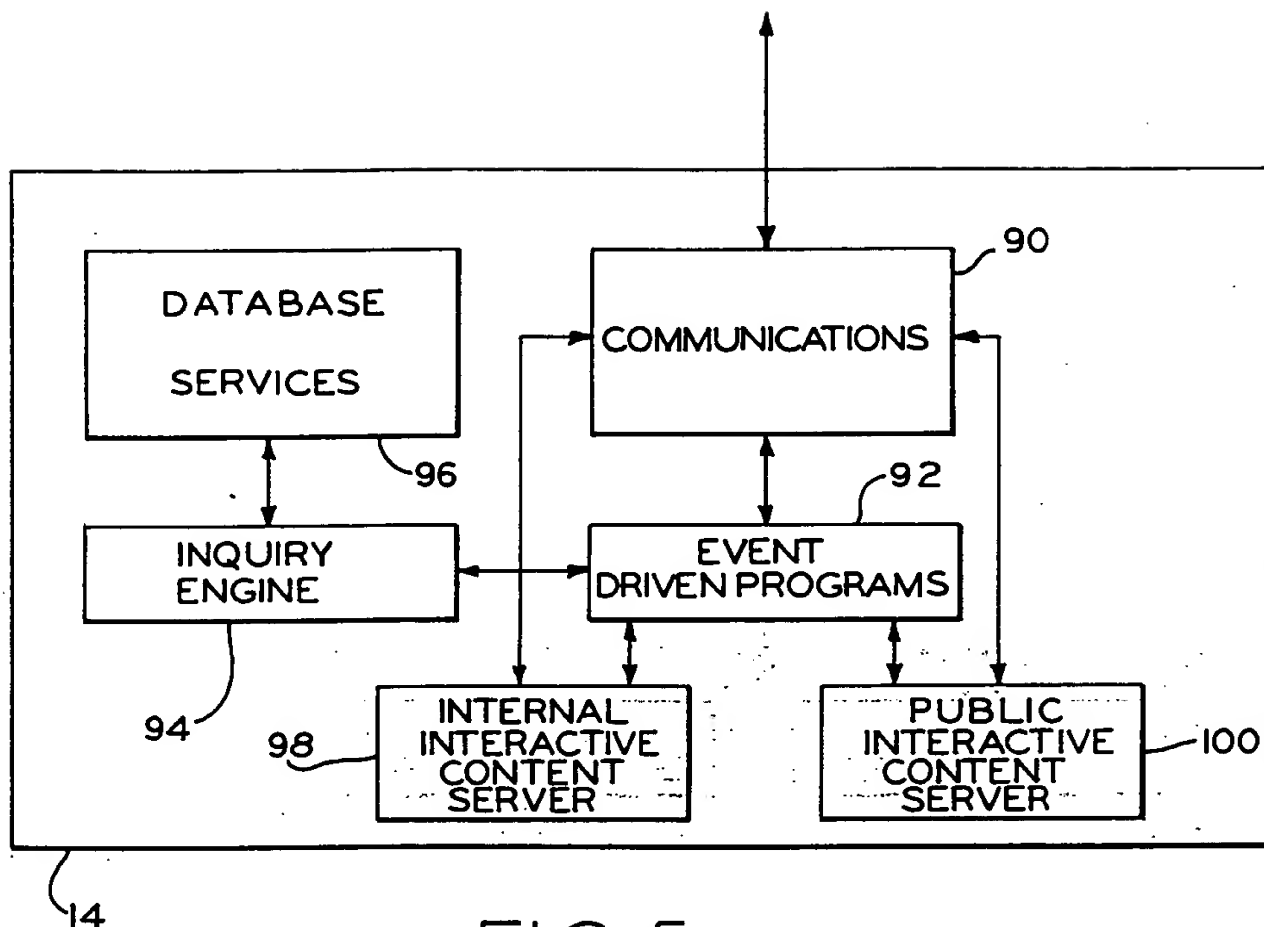 90
DATABASE
SERVICES
COMMUNICATIONS
96
92
INQUIRY
ENGINE
EVENT
DRIVEN PROGRAMS
94
98
INTERNAL
INTERACTIVE
CONTENT
SERVER
PUBLIC
INTERACTIVE
CONTENT
SERVER
100
14